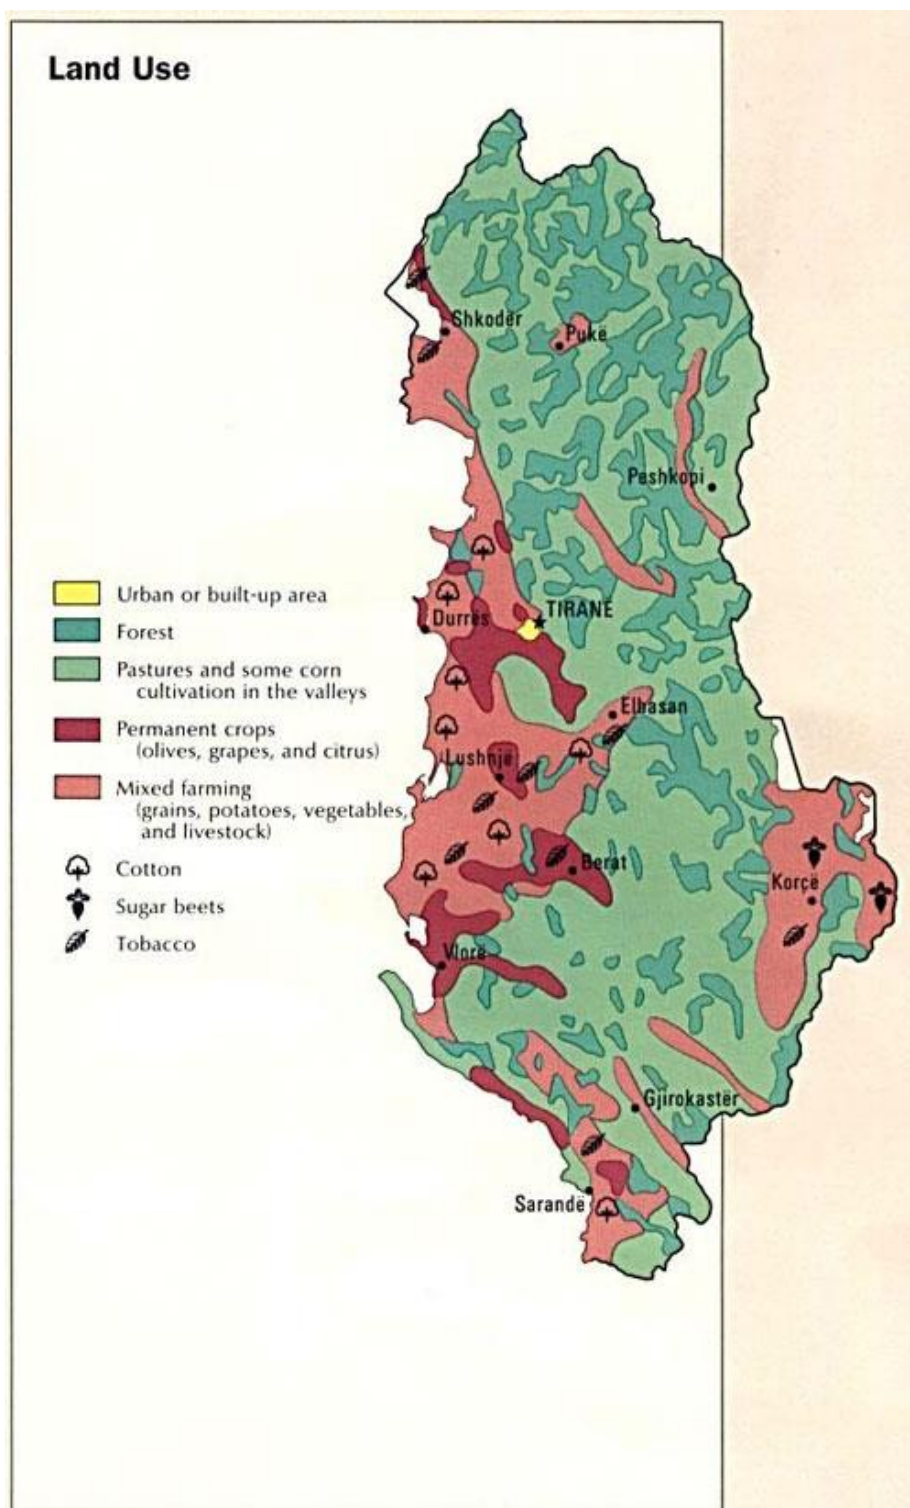 Land Use
Shkodër
Pukë
Peshkopi
TIRANË
Durrës
Elbasan
Lushnjë
Berat
Korçë
Vlorë
Gjirokastër
Sarandë
Urban or built-up area
Forest
Pastures and some corn
cultivation in the valleys
Permanent crops
(olives, grapes, and citrus)
Mixed farming
(grains, potatoes, vegetables,
and livestock)
Cotton
Sugar beets
Tobacco